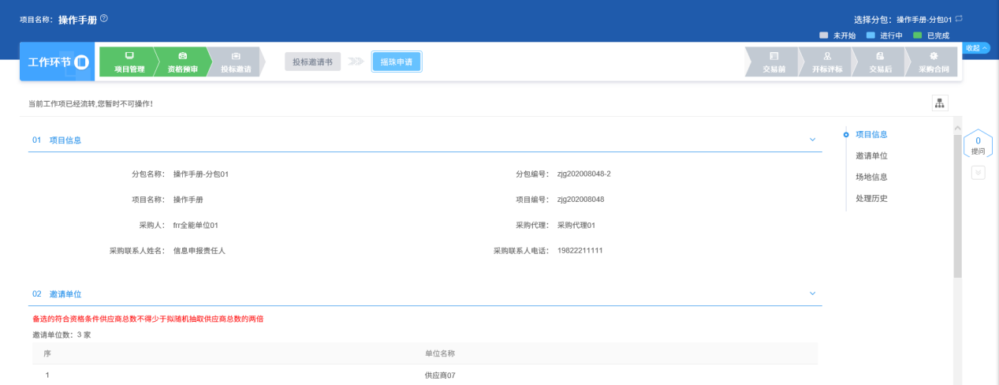 项目名称: 操作手册
选择分包: 操作手册-分包01
未开始 进行中 已完成
收起
工作环节 项目管理 资格预审 投标邀请 投标邀请书 摇珠申请 交易前 开标评标 交易后 采购合同
当前工作项已经流转,您暂时不可操作!
01 项目信息
分包名称: 操作手册-分包01 分包编号: zjg202008048-2
项目名称: 操作手册 项目编号: zjg202008048
采购人: frr全能单位01 采购代理: 采购代理01
采购联系人姓名: 信息申报责任人 采购联系人电话: 19822211111
02 邀请单位
备选的符合资格条件供应商总数不得少于拟随机抽取供应商总数的两倍
邀请单位数: 3 家
序 单位名称
1 供应商07
项目信息
邀请单位
场地信息
处理历史
0
提问